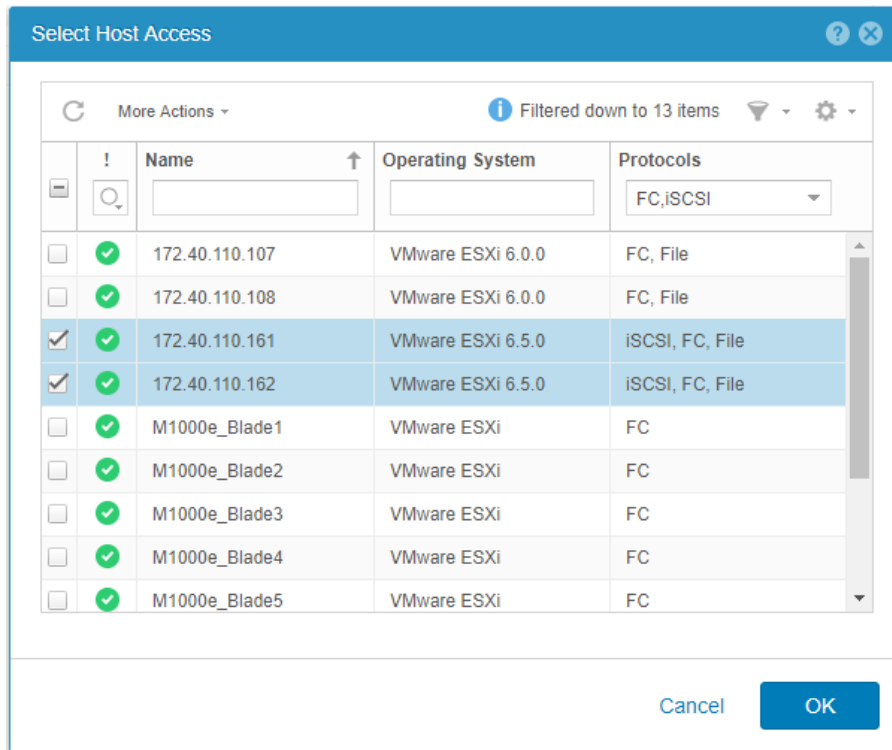 Select Host Access
More Actions
Filtered down to 13 items
! Name Operating System Protocols
FC,iSCSI
172.40.110.107 VMware ESXi 6.0.0 FC, File
172.40.110.108 VMware ESXi 6.0.0 FC, File
172.40.110.161 VMware ESXi 6.5.0 iSCSI, FC, File
172.40.110.162 VMware ESXi 6.5.0 iSCSI, FC, File
M1000e_Blade1 VMware ESXi FC
M1000e_Blade2 VMware ESXi FC
M1000e_Blade3 VMware ESXi FC
M1000e_Blade4 VMware ESXi FC
M1000e_Blade5 VMware ESXi FC
Cancel OK